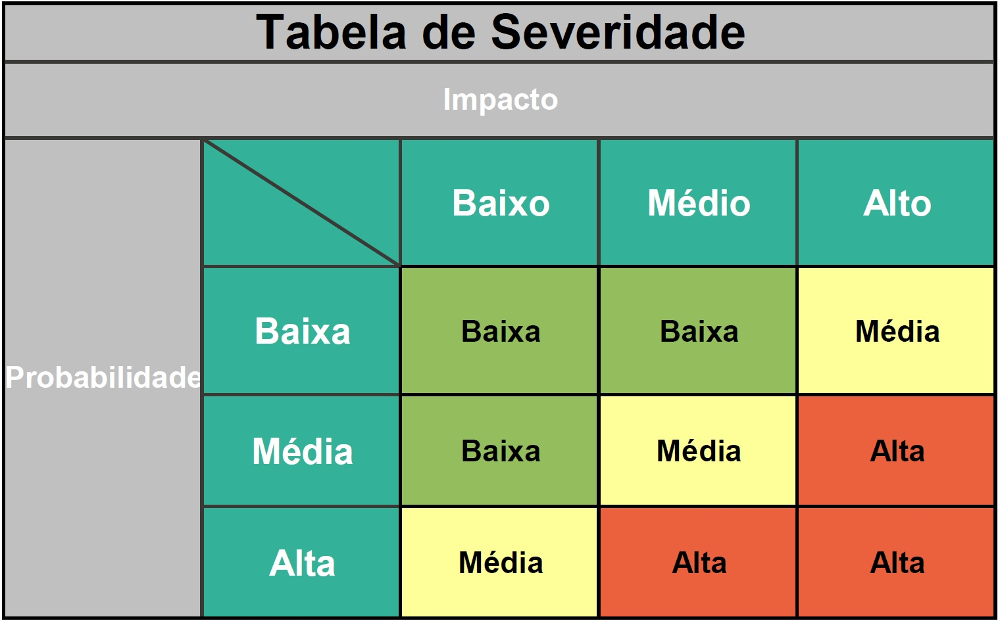 Tabela de Severidade
Impacto
Baixo Médio Alto
Baixa Baixa Baixa Média
Probabilidade
Média Baixa Média Alta
Alta Média Alta Alta